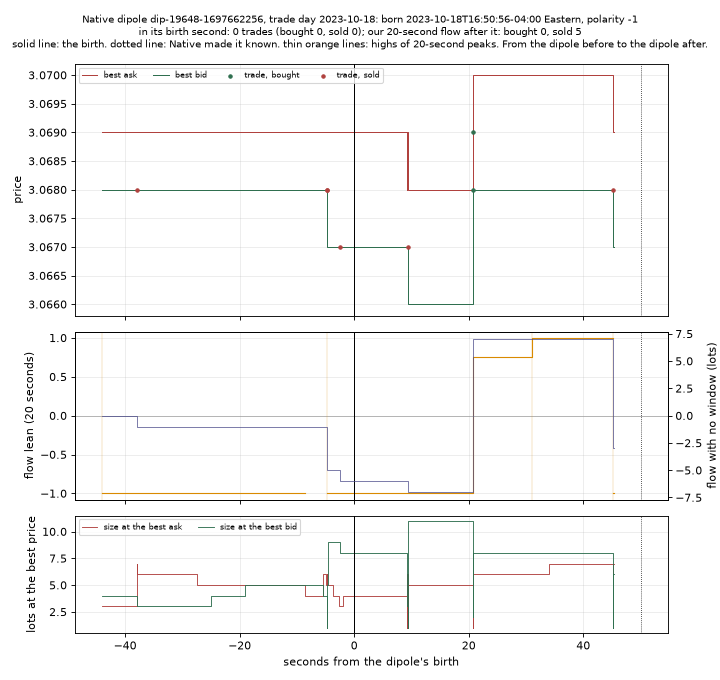 Native dipole dip-19648-1697662256, trade day 2023-10-18: born 2023-10-18T16:50:56-04:00 Eastern, polarity -1
in its birth second: 0 trades (bought 0, sold 0); our 20-second flow after it: bought 0, sold 5
solid line: the birth. dotted line: Native made it known. thin orange lines: highs of 20-second peaks. From the dipole before to the dipole after.
best ask best bid trade, bought trade, sold
3.0700
3.0695
3.0690
3.0685
3.0680
3.0675
3.0670
3.0665
3.0660
price
1.0
0.5
0.0
−0.5
−1.0
flow lean (20 seconds)
7.5
5.0
2.5
0.0
−2.5
−5.0
−7.5
flow with no window (lots)
size at the best ask size at the best bid
10.0
7.5
5.0
2.5
lots at the best price
−40 −20 0 20 40
seconds from the dipole's birth